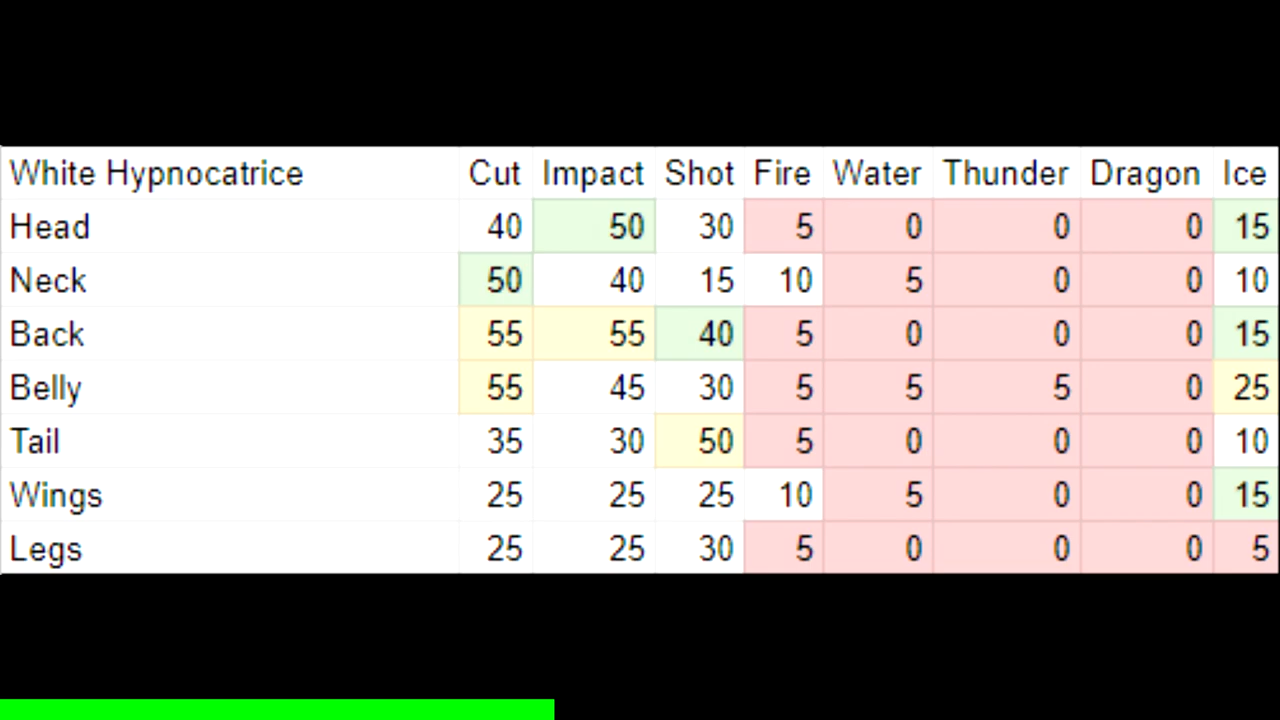 White Hypnocatrice Cut Impact Shot Fire Water Thunder Dragon Ice
Head 40 50 30 5 0 0 0 15
Neck 50 40 15 10 5 0 0 10
Back 55 55 40 5 0 0 0 15
Belly 55 45 30 5 5 5 0 25
Tail 35 30 50 5 0 0 0 10
Wings 25 25 25 10 5 0 0 15
Legs 25 25 30 5 0 0 0 5